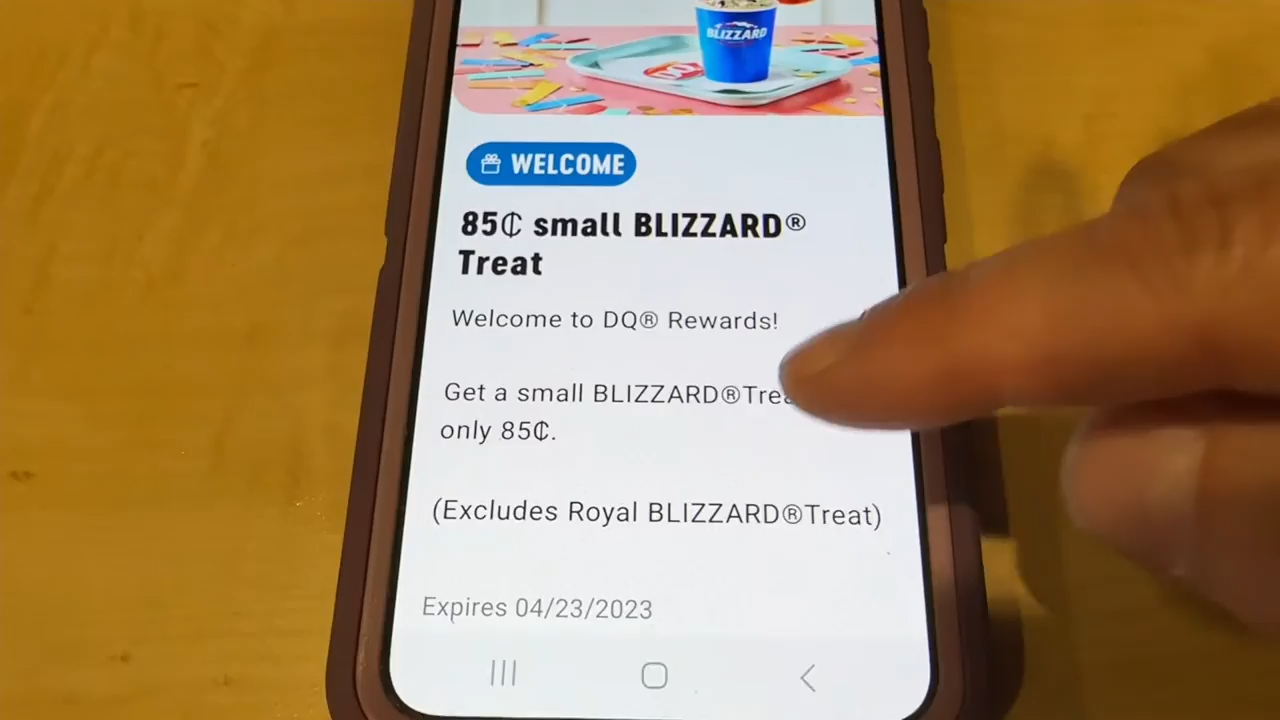 BLIZZARD
DQ
WELCOME
85₵ small BLIZZARD®
Treat
Welcome to DQ® Rewards!
Get a small BLIZZARD®
only 85₵.
(Excludes Royal BLIZZARD®Treat)
Expires 04/23/2023